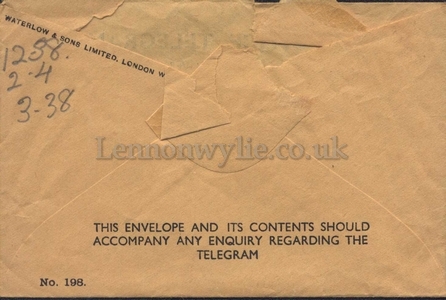 WATERLOW & SONS LIMITED, LONDON W
1258.
2-4
3-38
Lemonwylie.co.uk
THIS ENVELOPE AND ITS CONTENTS SHOULD
ACCOMPANY ANY ENQUIRY REGARDING THE
TELEGRAM
No. 198.